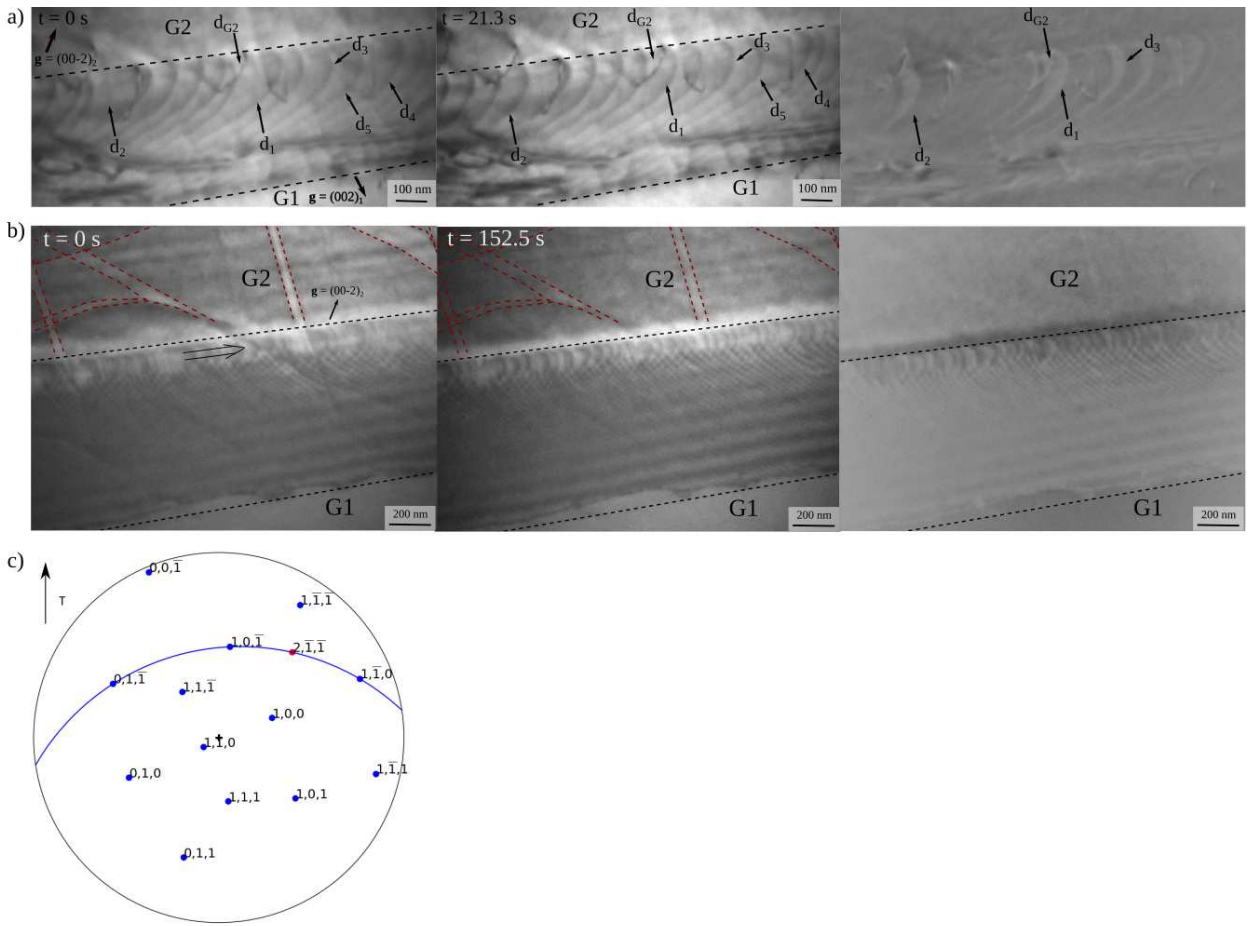 a)
t = 0 s
G2
d_G2
d3
g = (00-2)2
d4
d5
d2
d1
G1 g = (002)1
100 nm
t = 21.3 s
G2
d_G2
d3
d4
d5
d1
d2
G1
100 nm
d_G2
d3
d1
d2
b)
t = 0 s
G2
g = (00-2)2
G1
200 nm
t = 152.5 s
G2
G1
200 nm
G2
G1
200 nm
c)
T
0,0,1̅
1,1̅,1̅
1,0,1̅
2,1̅,1̅
0,1,1̅
1,1̅,0
1,1,1̅
1,0,0
1,1,0
0,1,0
1,1̅,1
1,1,1
1,0,1
0,1,1